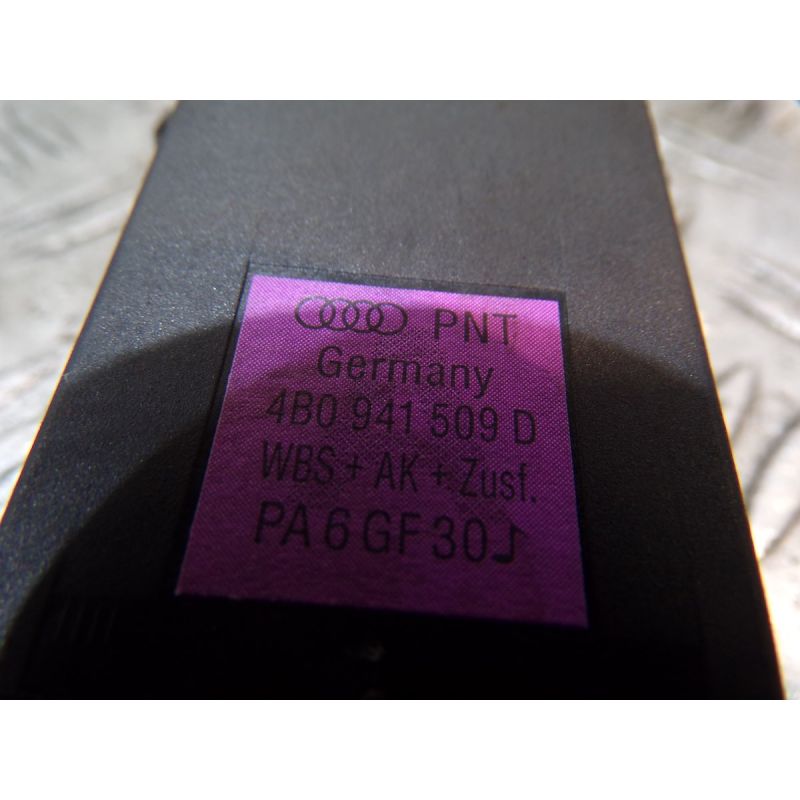 PNT
Germany
4B0 941 509 D
WBS + AK + Zusf.
PA 6 GF 30